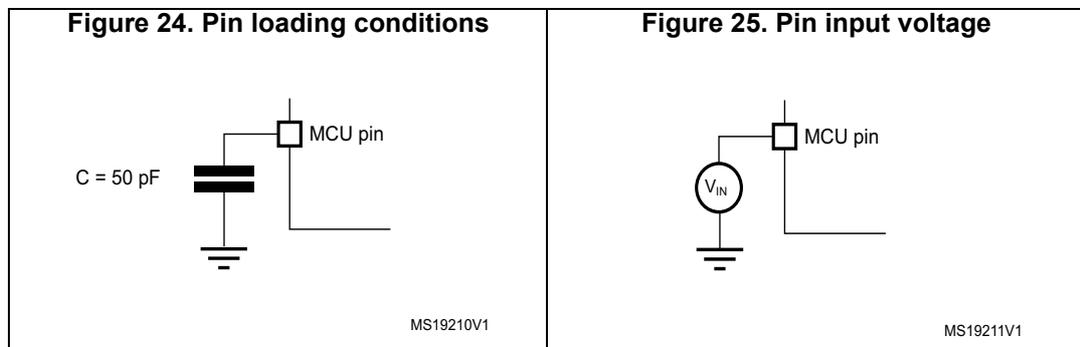 Figure 24. Pin loading conditions
MCU pin
C = 50 pF
MS19210V1
Figure 25. Pin input voltage
MCU pin
VIN
MS19211V1